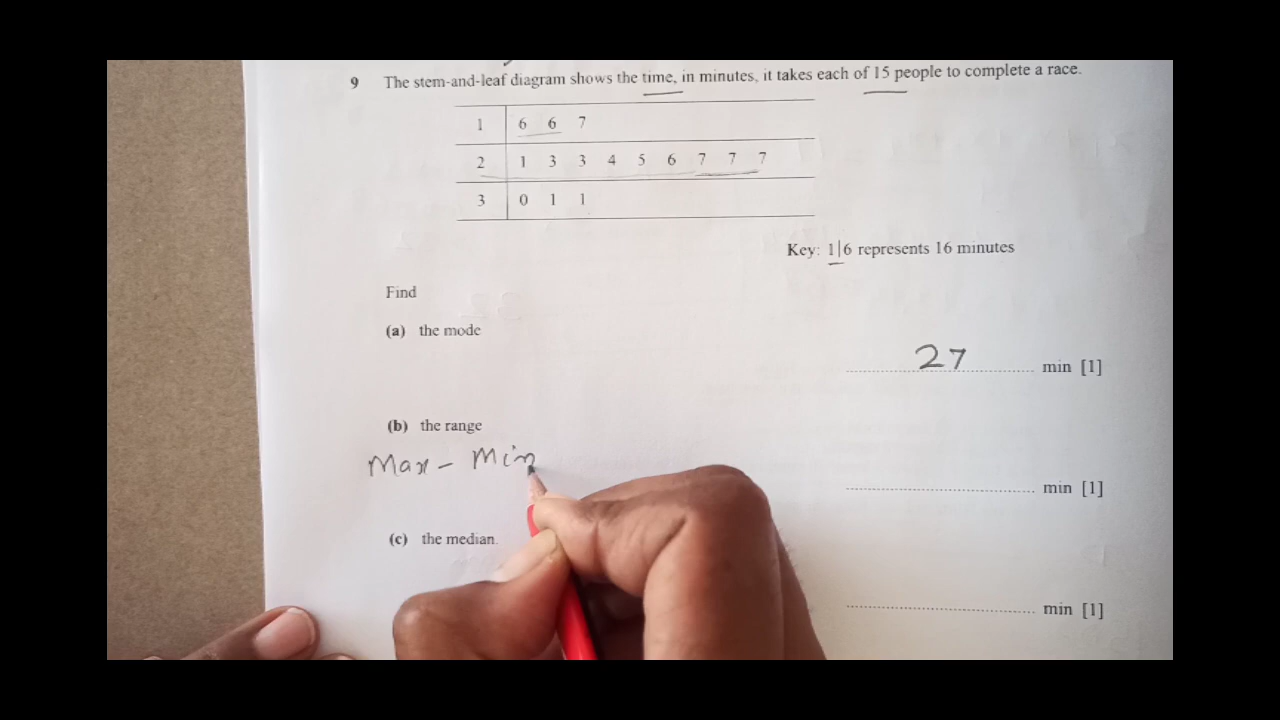 9 The stem-and-leaf diagram shows the time, in minutes, it takes each of 15 people to complete a race.
1 6 6 7
2 1 3 3 4 5 6 7 7 7
3 0 1 1
Key: 1|6 represents 16 minutes
Find
(a) the mode
27 min [1]
(b) the range
Max - Min
min [1]
(c) the median.
min [1]